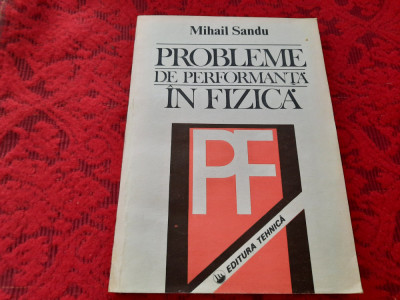 Mihail Sandu
PROBLEME
DE PERFORMANȚĂ
ÎN FIZICĂ
PF
EDITURA TEHNICĂ